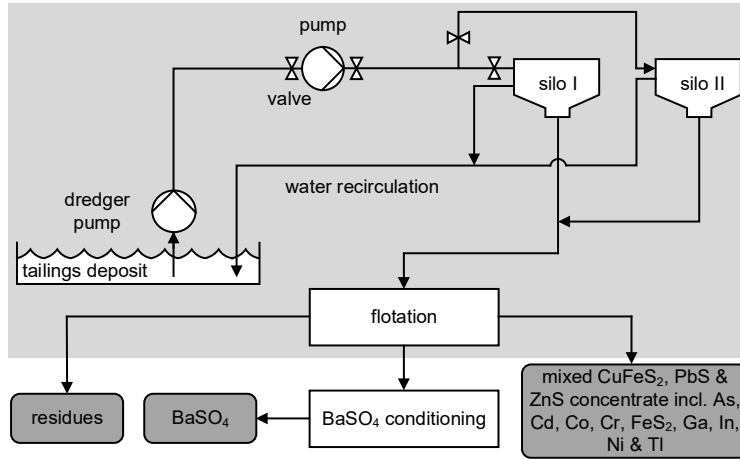 pump
valve
silo I
silo II
water recirculation
dredger
pump
tailings deposit
flotation
residues
BaSO₄
BaSO₄ conditioning
mixed CuFeS₂, PbS &
ZnS concentrate incl. As,
Cd, Co, Cr, FeS₂, Ga, In,
Ni & Tl